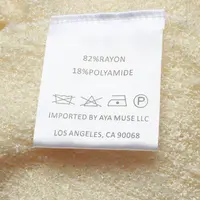 82%RAYON
18%POLYAMIDE
P
IMPORTED BY AYA MUSE LLC
LOS ANGELES, CA 90068